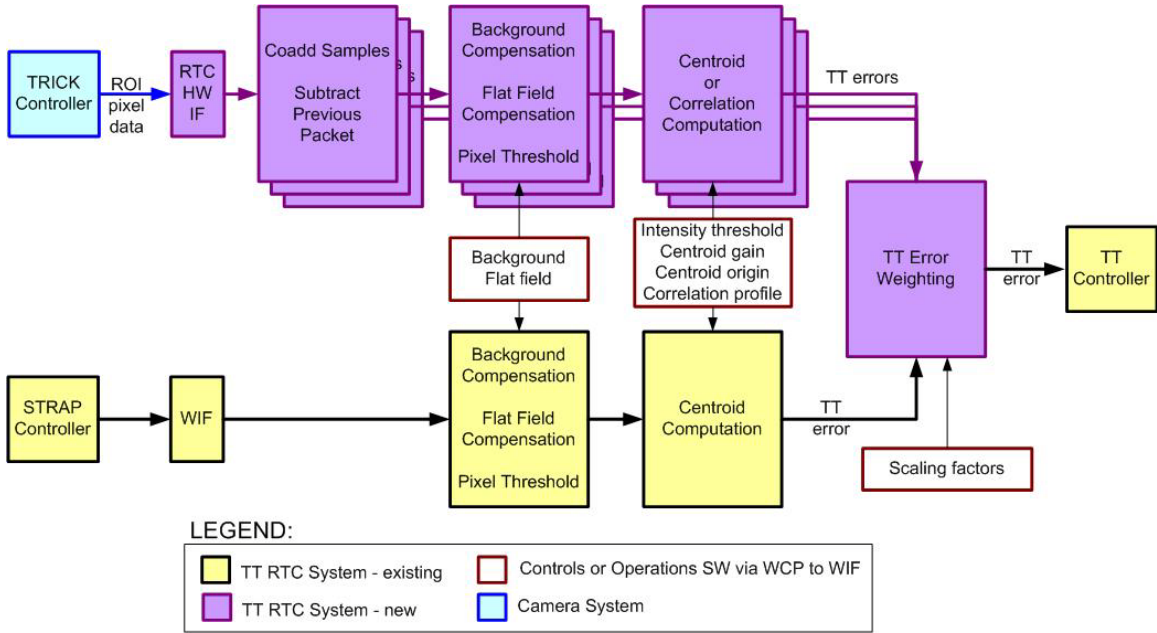 TRICK
Controller
ROI
pixel
data
RTC
HW
IF
Coadd Samples
Subtract
Previous
Packet
s
s
Background
Compensation
Flat Field
Compensation
Pixel Threshold
Centroid
or
Correlation
Computation
TT errors
Background
Flat field
Intensity threshold
Centroid gain
Centroid origin
Correlation profile
TT Error
Weighting
TT
error
TT
Controller
STRAP
Controller
WIF
Background
Compensation
Flat Field
Compensation
Pixel Threshold
Centroid
Computation
TT
error
Scaling factors
LEGEND:
TT RTC System - existing
Controls or Operations SW via WCP to WIF
TT RTC System - new
Camera System